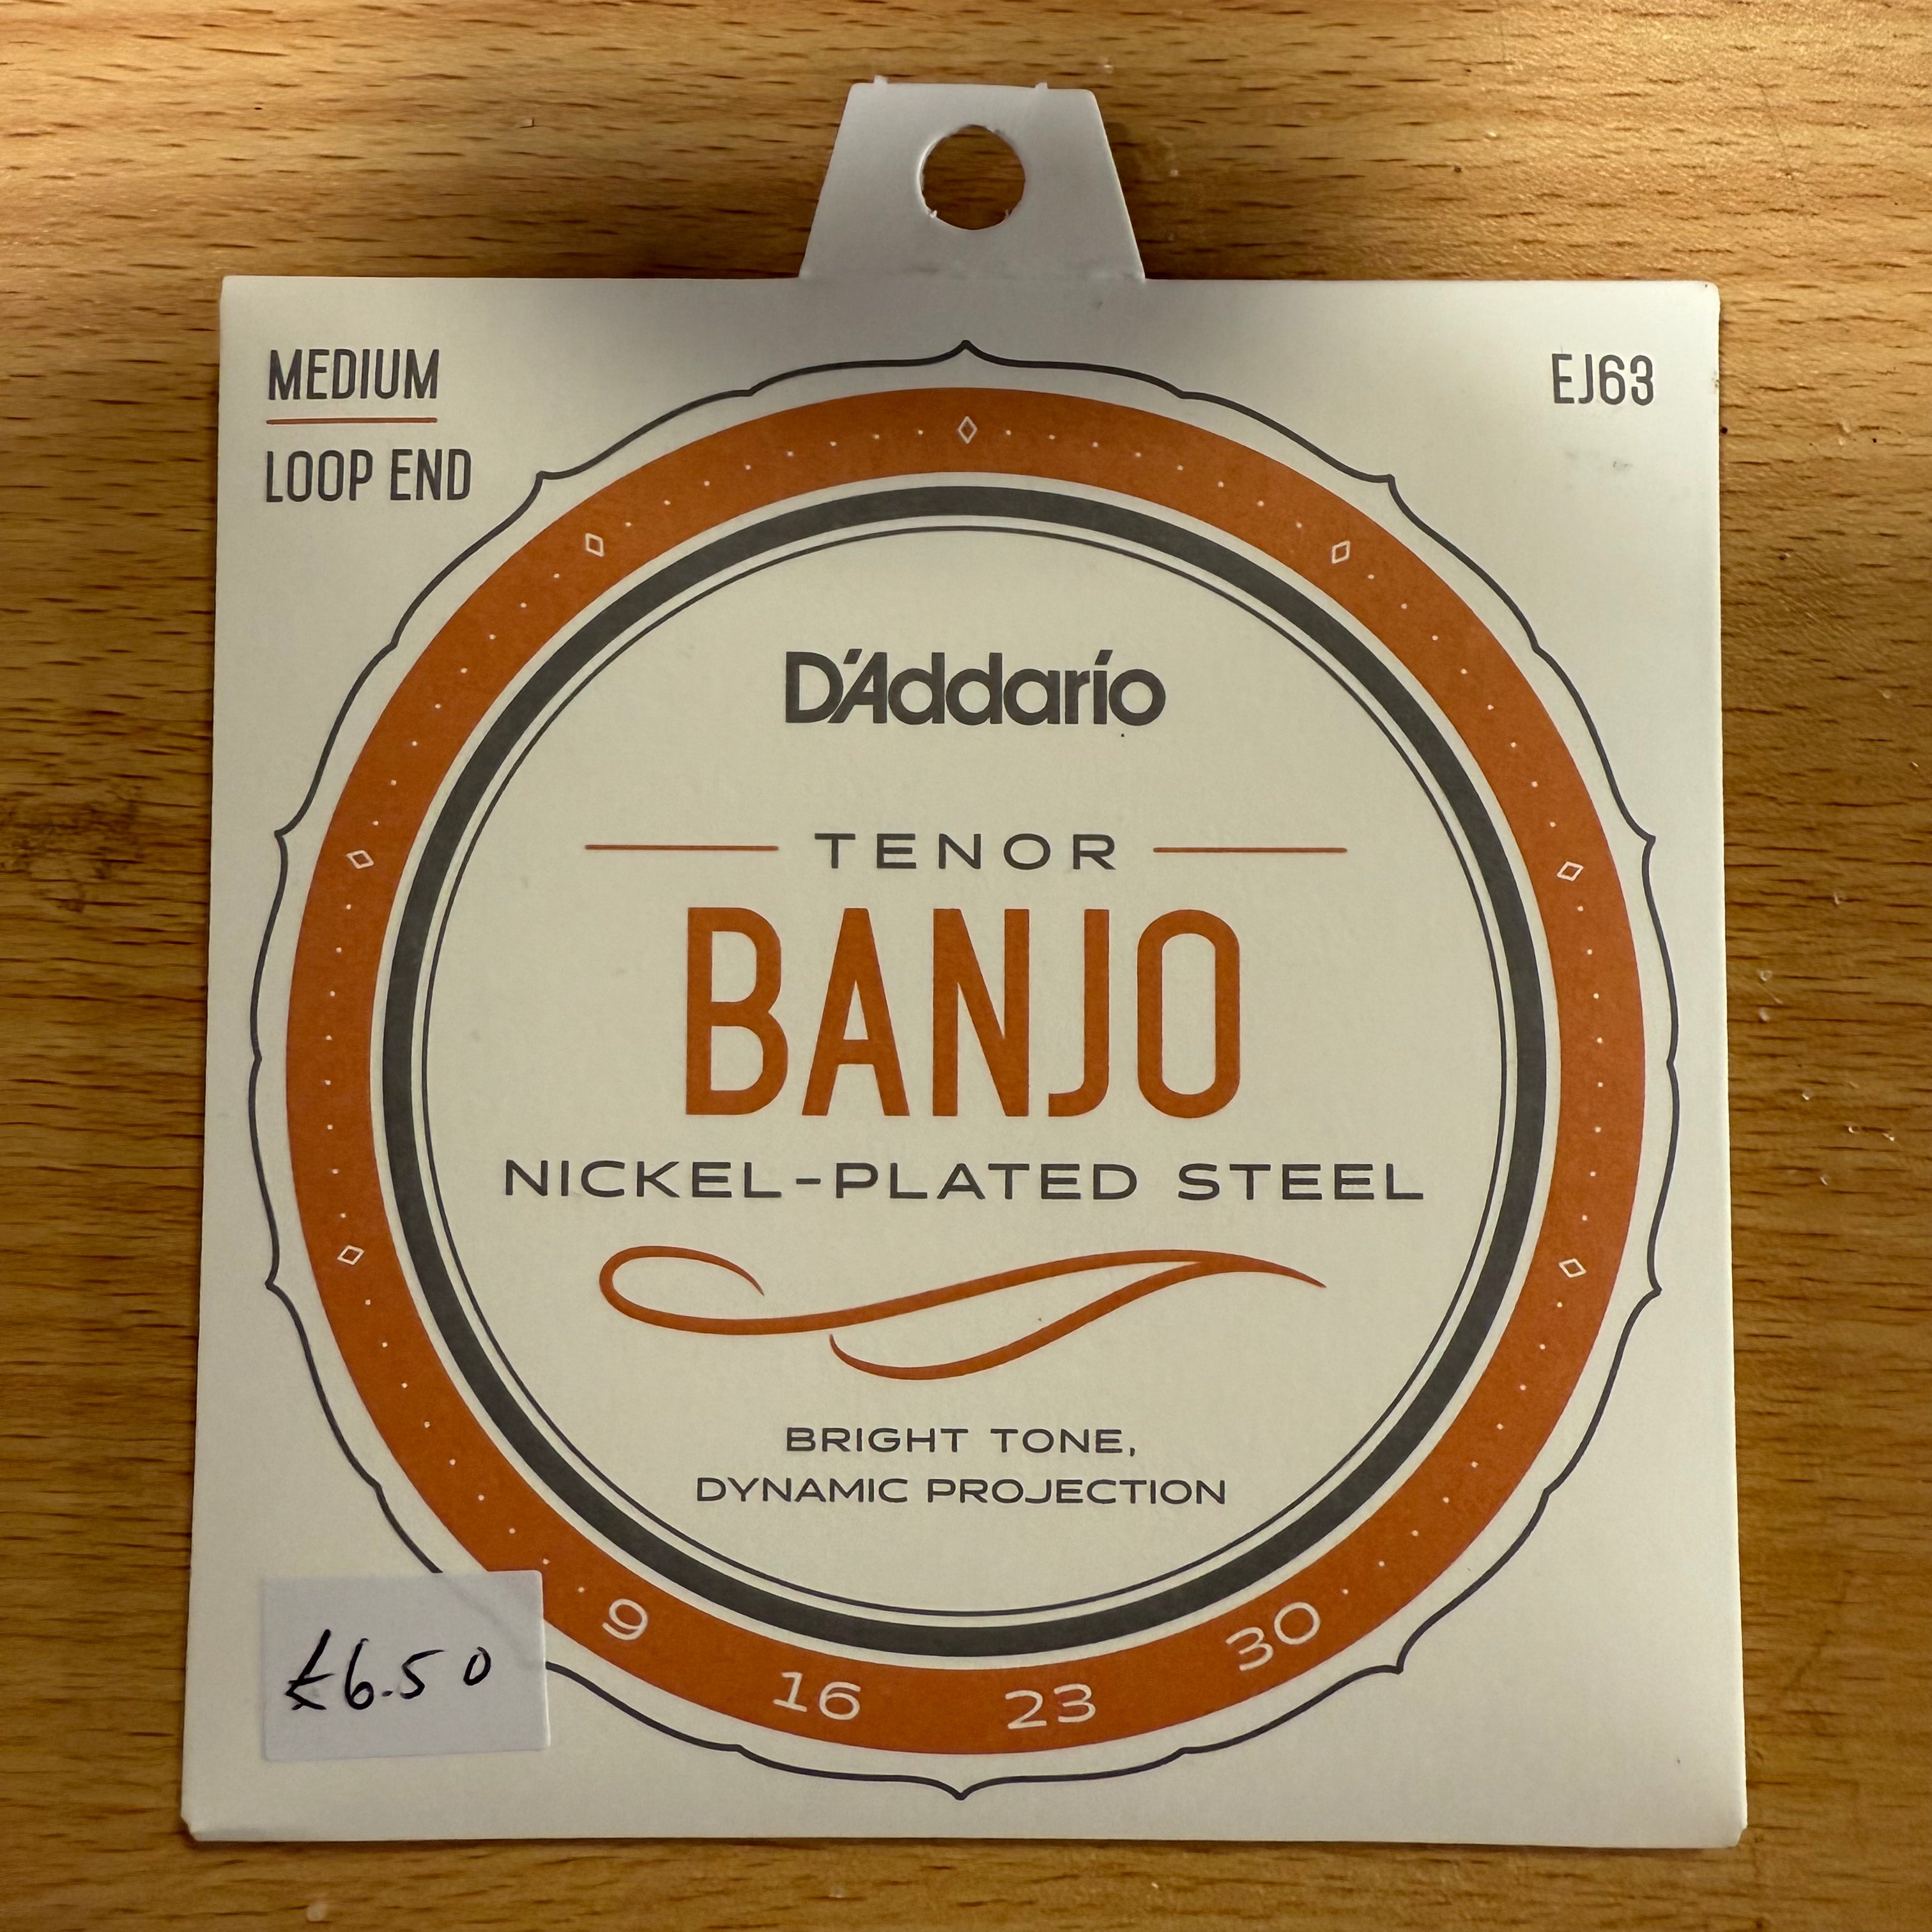 MEDIUM
LOOP END
EJ63
D'Addario
TENOR
BANJO
NICKEL-PLATED STEEL
BRIGHT TONE,
DYNAMIC PROJECTION
9 16 23 30
£6.50